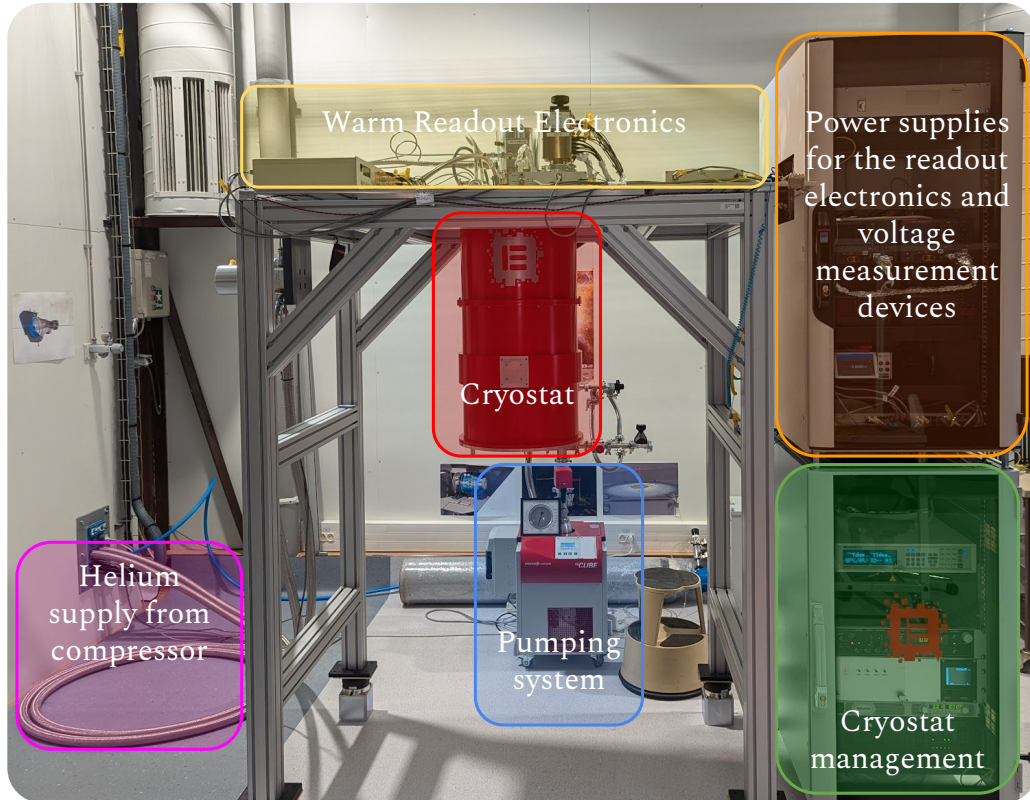 Warm Readout Electronics
Power supplies
for the readout
electronics and
voltage
measurement
devices
Cryostat
Helium
supply from
compressor
Pumping
system
CUBE
Cryostat
management